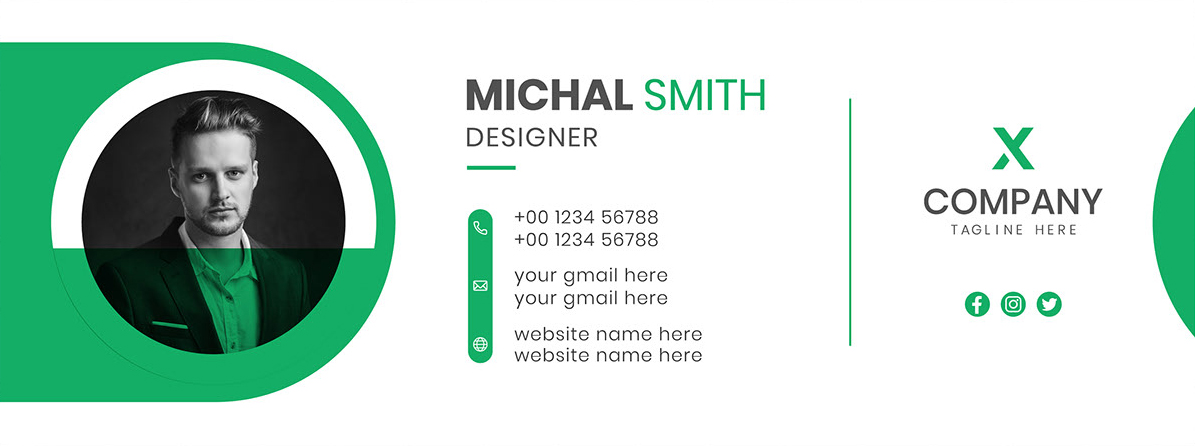 MICHAL SMITH
DESIGNER
+00 1234 56788
+00 1234 56788
your gmail here
your gmail here
website name here
website name here
COMPANY
TAGLINE HERE